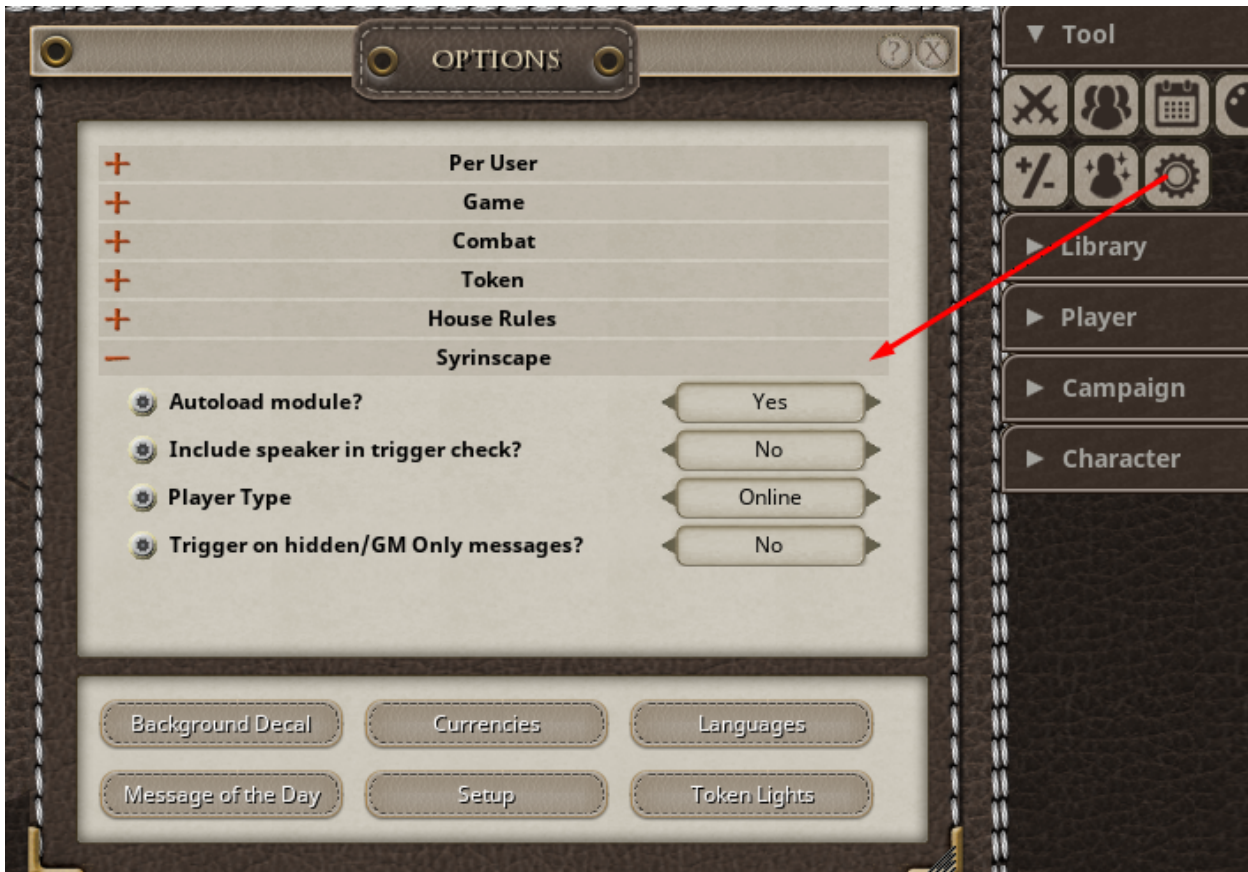 OPTIONS
? X
Tool
Per User
Game
Combat
Token
House Rules
Syrinscape
Autoload module?
Yes
Include speaker in trigger check?
No
Player Type
Online
Trigger on hidden/GM Only messages?
No
Background Decal
Currencies
Languages
Message of the Day
Setup
Token Lights
Library
Player
Campaign
Character